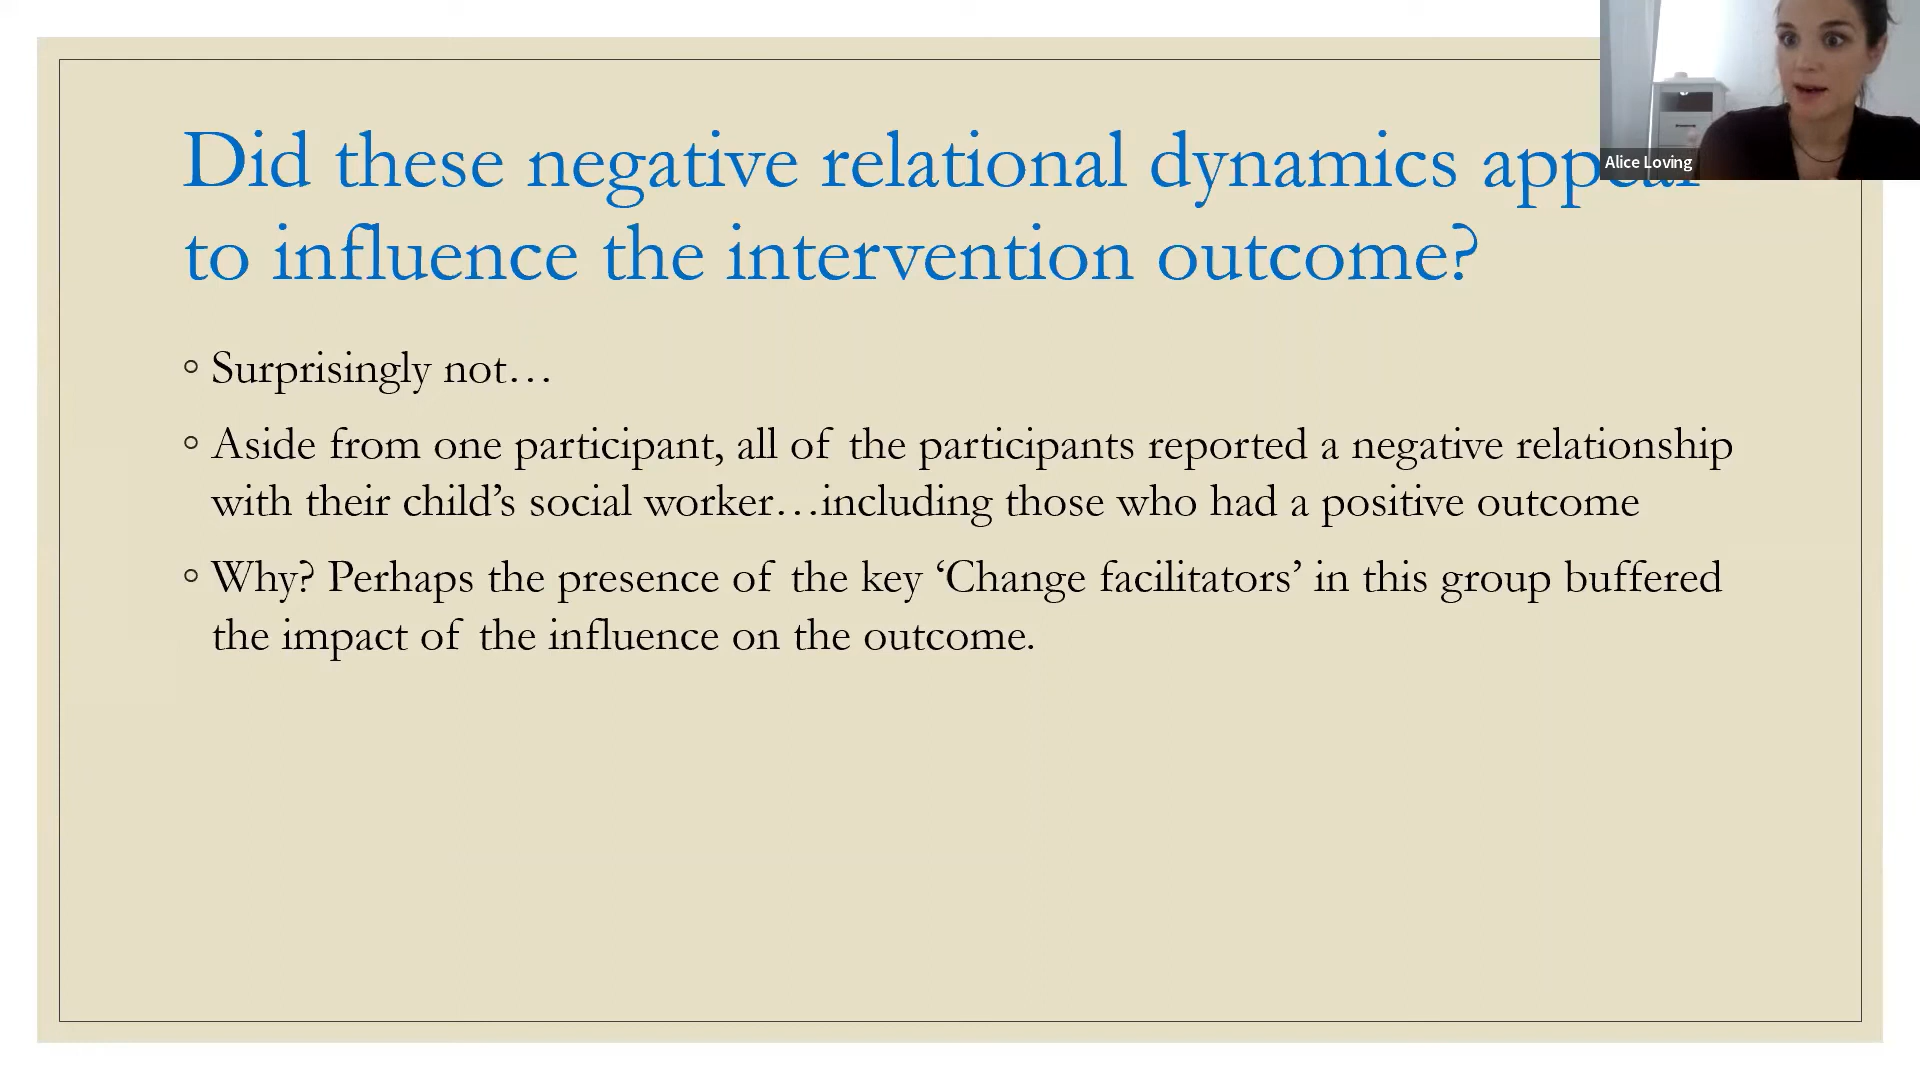 Did these negative relational dynamics appear
to influence the intervention outcome?
Alice Loving
◦ Surprisingly not…
◦ Aside from one participant, all of the participants reported a negative relationship
with their child’s social worker…including those who had a positive outcome
◦ Why? Perhaps the presence of the key ‘Change facilitators’ in this group buffered
the impact of the influence on the outcome.